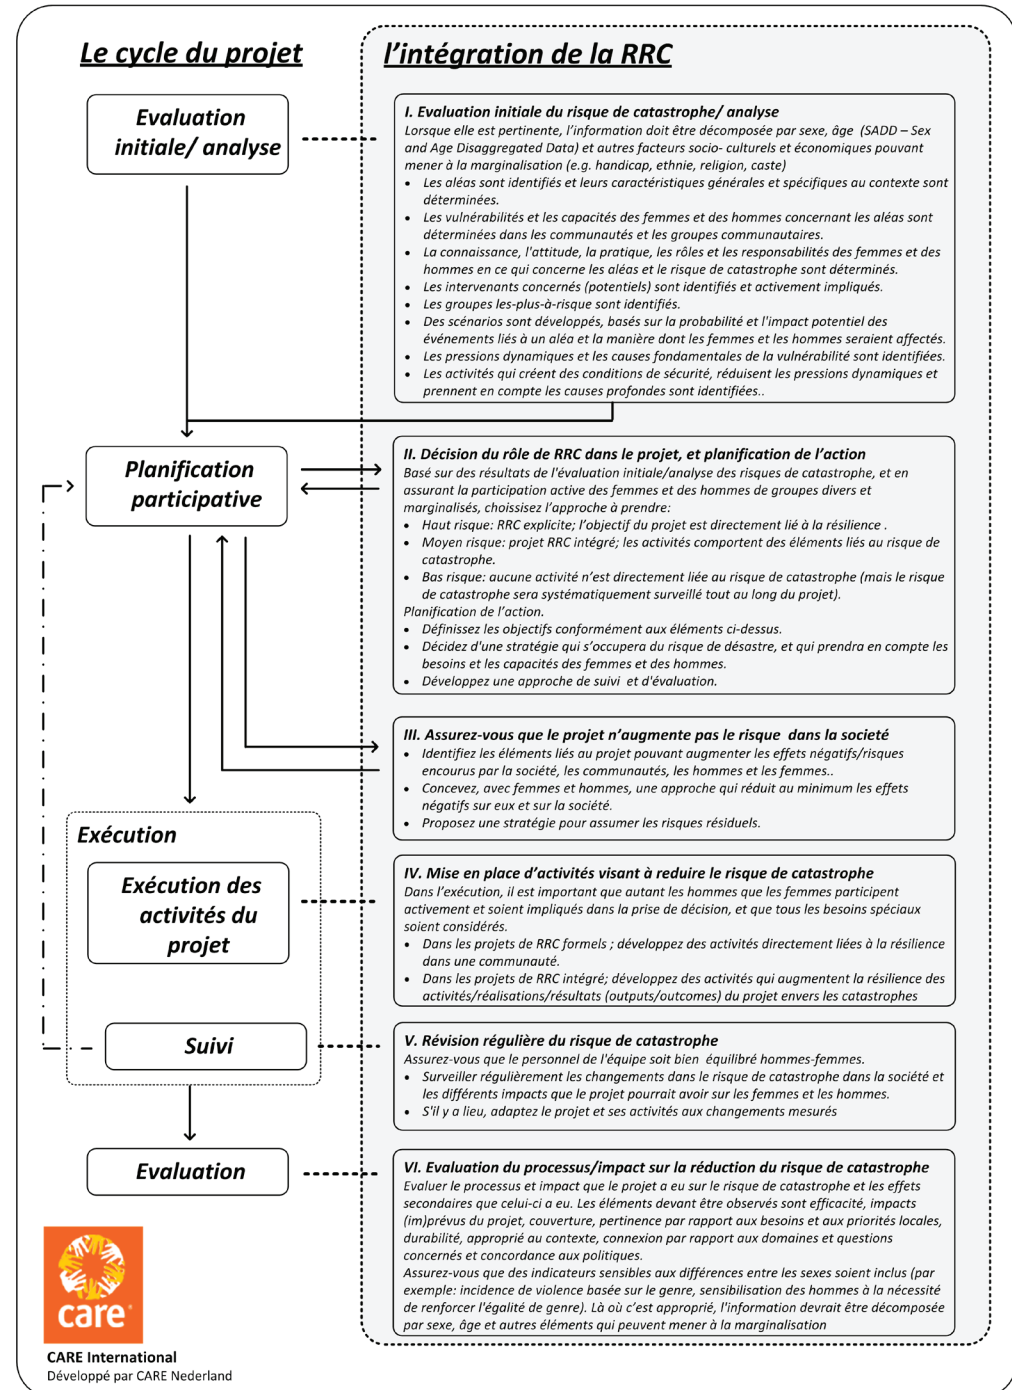 Le cycle du projet
l’intégration de la RRC
Evaluation
initiale/ analyse
I. Evaluation initiale du risque de catastrophe/ analyse
Lorsque elle est pertinente, l’information doit être décomposée par sexe, âge (SADD – Sex
and Age Disaggregated Data) et autres facteurs socio- culturels et économiques pouvant
mener à la marginalisation (e.g. handicap, ethnie, religion, caste)
• Les aléas sont identifiés et leurs caractéristiques générales et spécifiques au contexte sont
déterminées.
• Les vulnérabilités et les capacités des femmes et des hommes concernant les aléas sont
déterminées dans les communautés et les groupes communautaires.
• La connaissance, l'attitude, la pratique, les rôles et les responsabilités des femmes et des
hommes en ce qui concerne les aléas et le risque de catastrophe sont déterminés.
• Les intervenants concernés (potentiels) sont identifiés et activement impliqués.
• Les groupes les-plus-à-risque sont identifiés.
• Des scénarios sont développés, basés sur la probabilité et l'impact potentiel des
événements liés à un aléa et la manière dont les femmes et les hommes seraient affectés.
• Les pressions dynamiques et les causes fondamentales de la vulnérabilité sont identifiées.
• Les activités qui créent des conditions de sécurité, réduisent les pressions dynamiques et
prennent en compte les causes profondes sont identifiées..
Planification
participative
II. Décision du rôle de RRC dans le projet, et planification de l’action
Basé sur des résultats de l'évaluation initiale/analyse des risques de catastrophe, et en
assurant la participation active des femmes et des hommes de groupes divers et
marginalisés, choissisez l’approche à prendre:
• Haut risque: RRC explicite; l’objectif du projet est directement lié à la résilience .
• Moyen risque: projet RRC intégré; les activités comportent des éléments liés au risque de
catastrophe.
• Bas risque: aucune activité n’est directement liée au risque de catastrophe (mais le risque
de catastrophe sera systématiquement surveillé tout au long du projet).
Planification de l’action.
• Définissez les objectifs conformément aux éléments ci-dessus.
• Décidez d'une stratégie qui s’occupera du risque de désastre, et qui prendra en compte les
besoins et les capacités des femmes et des hommes.
• Développez une approche de suivi et d'évaluation.
III. Assurez-vous que le projet n’augmente pas le risque dans la societé
• Identifiez les éléments liés au projet pouvant augmenter les effets négatifs/risques
encourus par la société, les communautés, les hommes et les femmes..
• Concevez, avec femmes et hommes, une approche qui réduit au minimum les effets
négatifs sur eux et sur la société.
• Proposez une stratégie pour assumer les risques résiduels.
Exécution
Exécution des
activités du
projet
IV. Mise en place d’activités visant à reduire le risque de catastrophe
Dans l’exécution, il est important que autant les hommes que les femmes participent
activement et soient impliqués dans la prise de décision, et que tous les besoins spéciaux
soient considérés.
• Dans les projets de RRC formels ; développez des activités directement liées à la résilience
dans une communauté.
• Dans les projets de RRC intégré; développez des activités qui augmentent la résilience des
activités/réalisations/résultats (outputs/outcomes) du projet envers les catastrophes
Suivi
V. Révision régulière du risque de catastrophe
Assurez-vous que le personnel de l'équipe soit bien équilibré hommes-femmes.
• Surveiller régulièrement les changements dans le risque de catastrophe dans la société et
les différents impacts que le projet pourrait avoir sur les femmes et les hommes.
• S'il y a lieu, adaptez le projet et ses activités aux changements mesurés
Evaluation
VI. Evaluation du processus/impact sur la réduction du risque de catastrophe
Evaluer le processus et impact que le projet a eu sur le risque de catastrophe et les effets
secondaires que celui-ci a eu. Les éléments devant être observés sont efficacité, impacts
(im)prévus du projet, couverture, pertinence par rapport aux besoins et aux priorités locales,
durabilité, approprié au contexte, connexion par rapport aux domaines et questions
concernés et concordance aux politiques.
Assurez-vous que des indicateurs sensibles aux différences entre les sexes soient inclus (par
exemple: incidence de violence basée sur le genre, sensibilisation des hommes à la nécessité
de renforcer l'égalité de genre). Là où c’est approprié, l'information devrait être décomposée
par sexe, âge et autres éléments qui peuvent mener à la marginalisation
care
CARE International
Développé par CARE Nederland